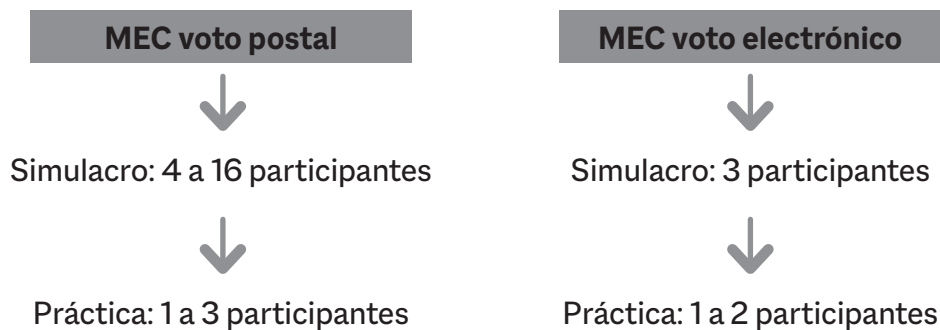 MEC voto postal
Simulacro: 4 a 16 participantes
Práctica: 1 a 3 participantes
MEC voto electrónico
Simulacro: 3 participantes
Práctica: 1 a 2 participantes